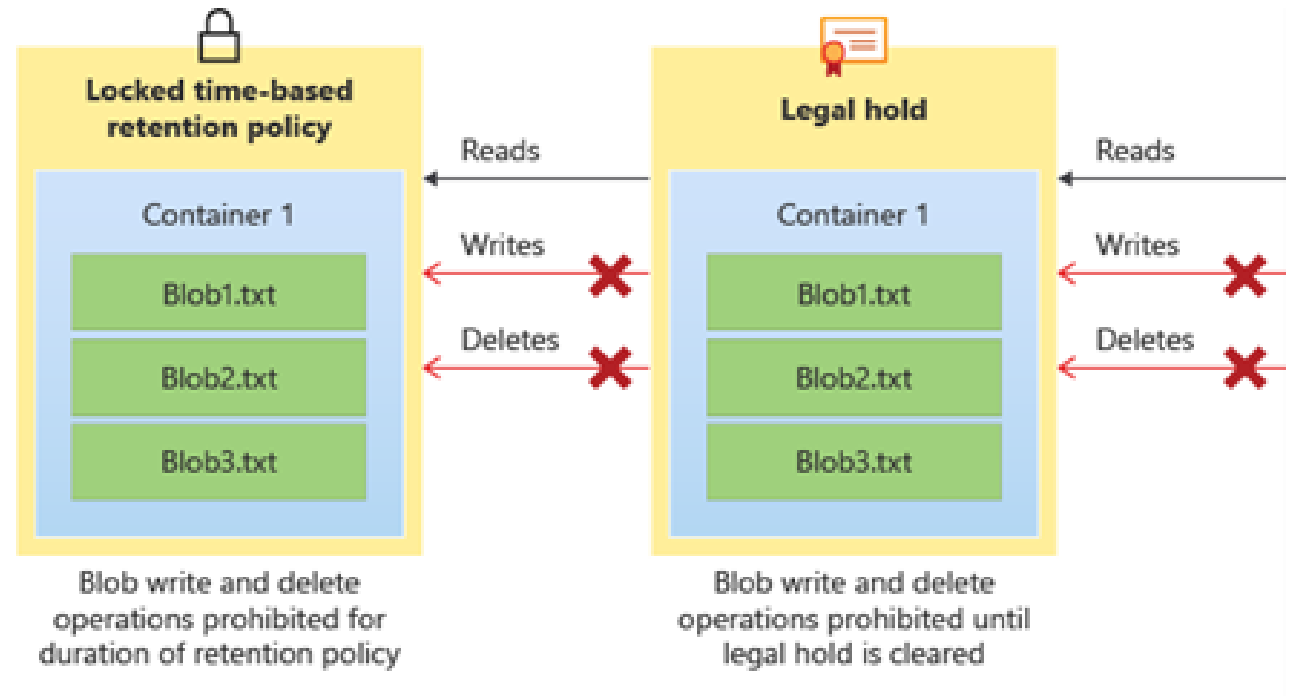 Locked time-based
retention policy
Reads
Container 1
Writes
Blob1.txt
Deletes
Blob2.txt
Blob3.txt
Blob write and delete
operations prohibited for
duration of retention policy
Legal hold
Reads
Container 1
Writes
Blob1.txt
Deletes
Blob2.txt
Blob3.txt
Blob write and delete
operations prohibited until
legal hold is cleared